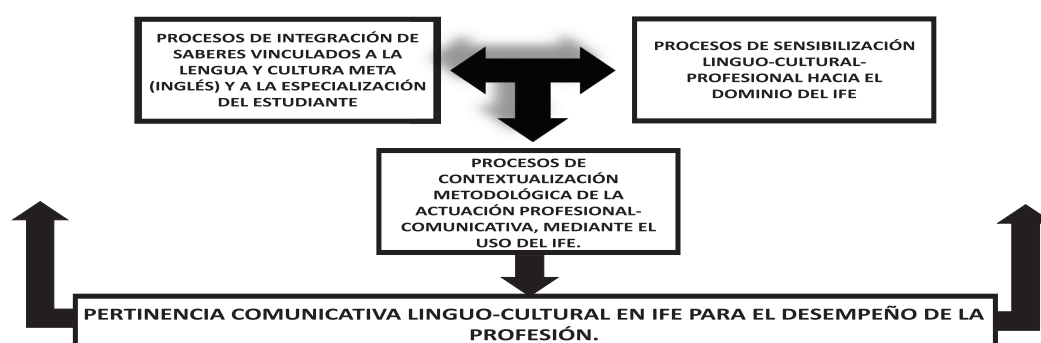 PROCESOS DE INTEGRACIÓN DE
SABERES VINCULADOS A LA
LENGUA Y CULTURA META
(INGLÉS) Y A LA ESPECIALIZACIÓN
DEL ESTUDIANTE
PROCESOS DE SENSIBILIZACIÓN
LINGUO-CULTURAL-
PROFESIONAL HACIA EL
DOMINIO DEL IFE
PROCESOS DE
CONTEXTUALIZACIÓN
METODOLÓGICA DE LA
ACTUACIÓN PROFESIONAL-
COMUNICATIVA, MEDIANTE EL
USO DEL IFE.
PERTINENCIA COMUNICATIVA LINGUO-CULTURAL EN IFE PARA EL DESEMPEÑO DE LA
PROFESIÓN.